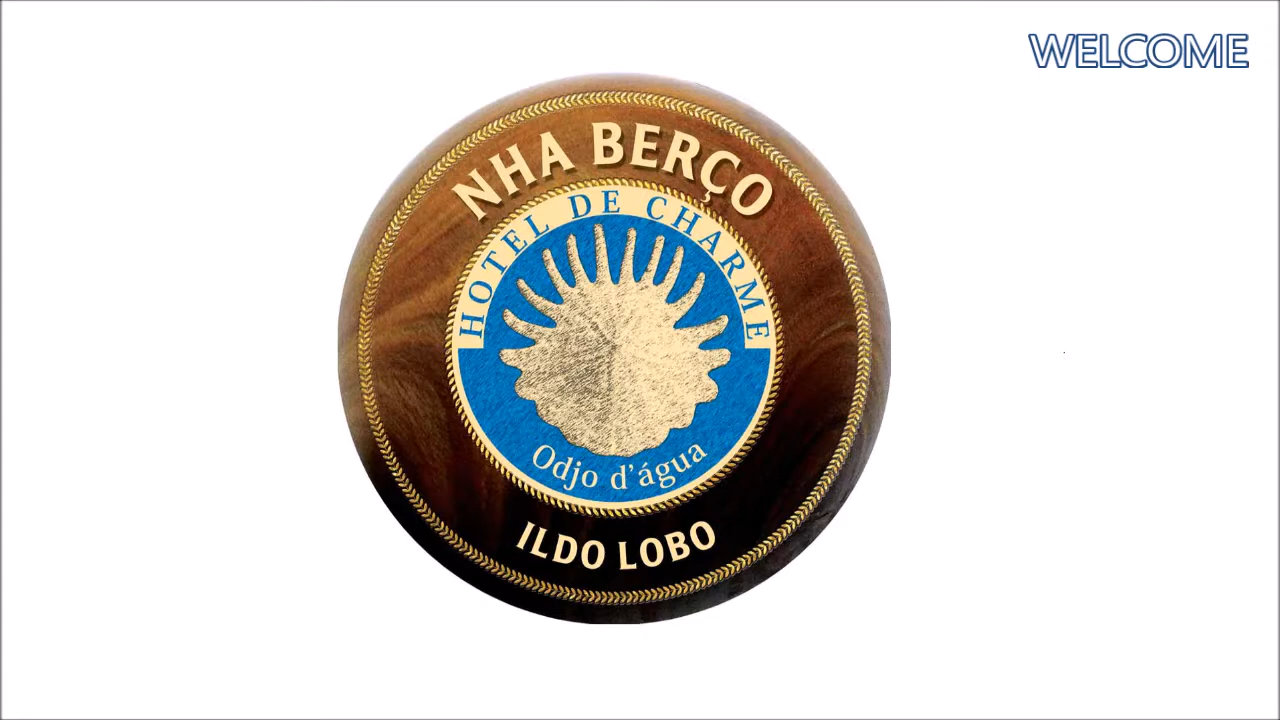 WELCOME
NHA BERÇO
HOTEL DE CHARME
Odjo d'água
ILDO LOBO